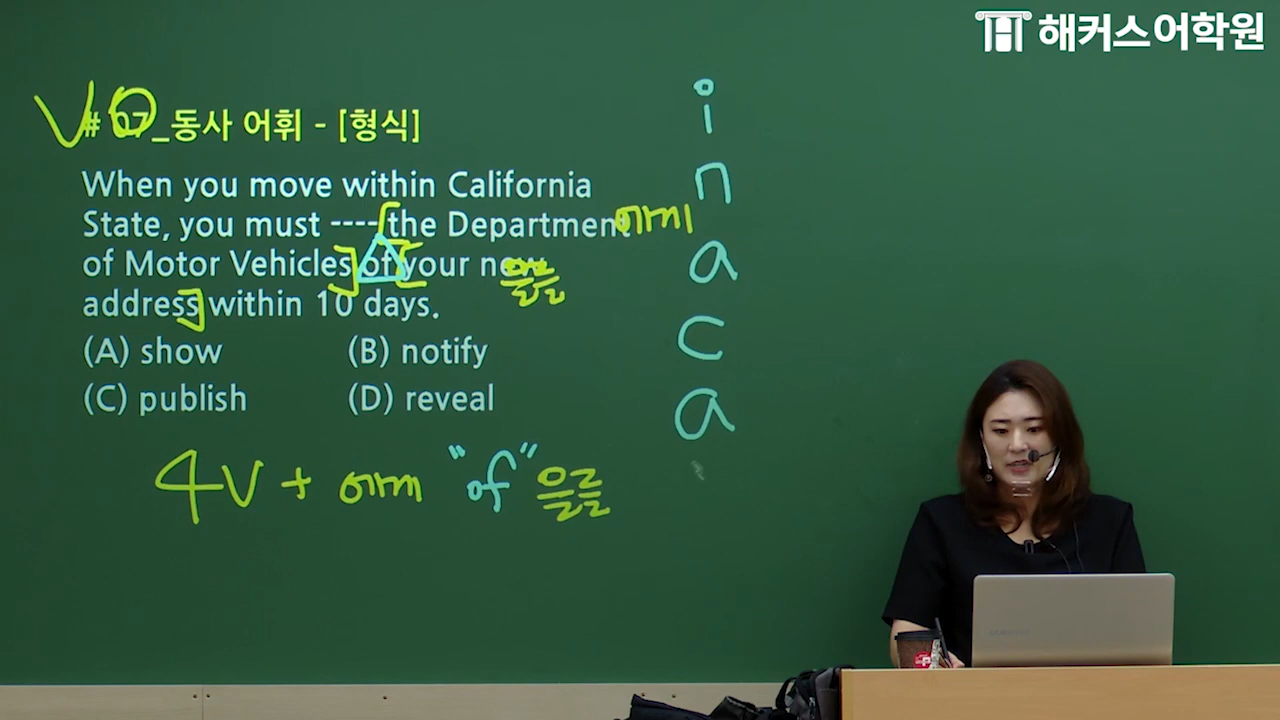 해커스어학원
V
# 07_동사 어휘 - [형식]
When you move within California
State, you must ---- the Department 에게
of Motor Vehicles of your new 을를
address within 10 days.
(A) show (B) notify
(C) publish (D) reveal
4V + 에게 "of" 을를
i
n
a
c
a